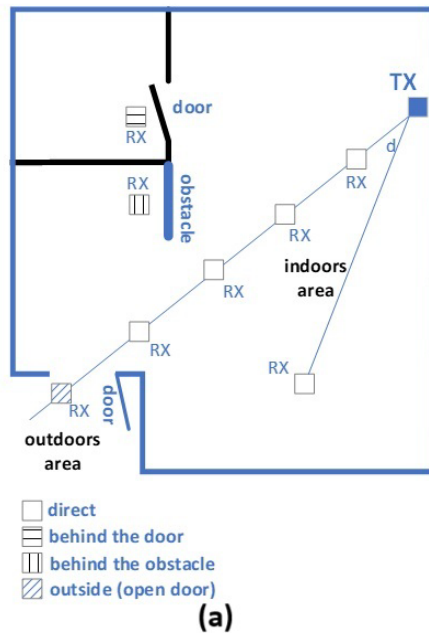 TX
door
RX
d
RX
RX
obstacle
RX
indoors
area
RX
RX
RX
door
RX
outdoors
area
direct
behind the door
behind the obstacle
outside (open door)
(a)